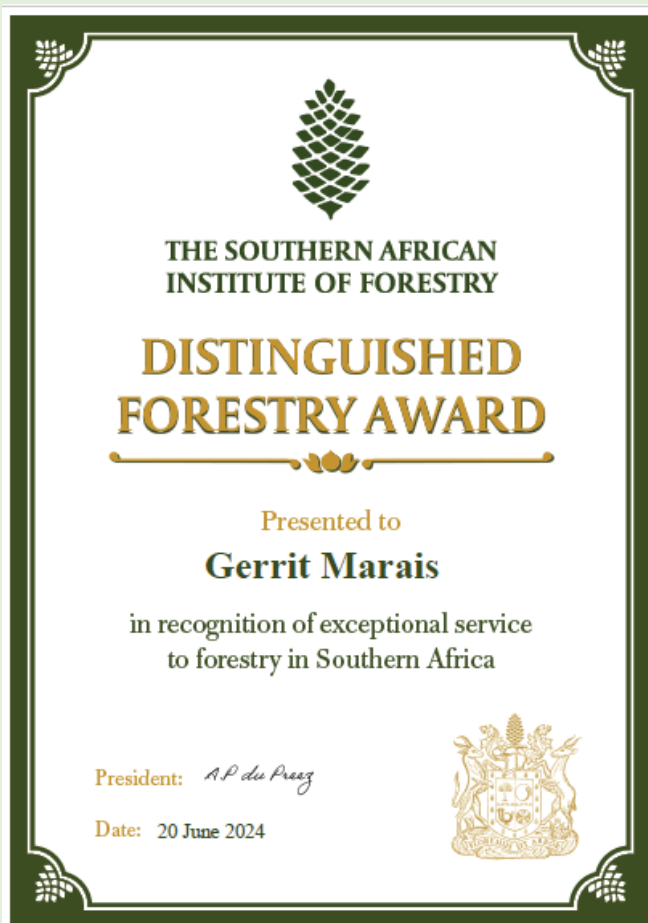 THE SOUTHERN AFRICAN
INSTITUTE OF FORESTRY
DISTINGUISHED
FORESTRY AWARD
Presented to
Gerrit Marais
in recognition of exceptional service
to forestry in Southern Africa
President: A.P du Preez
Date: 20 June 2024